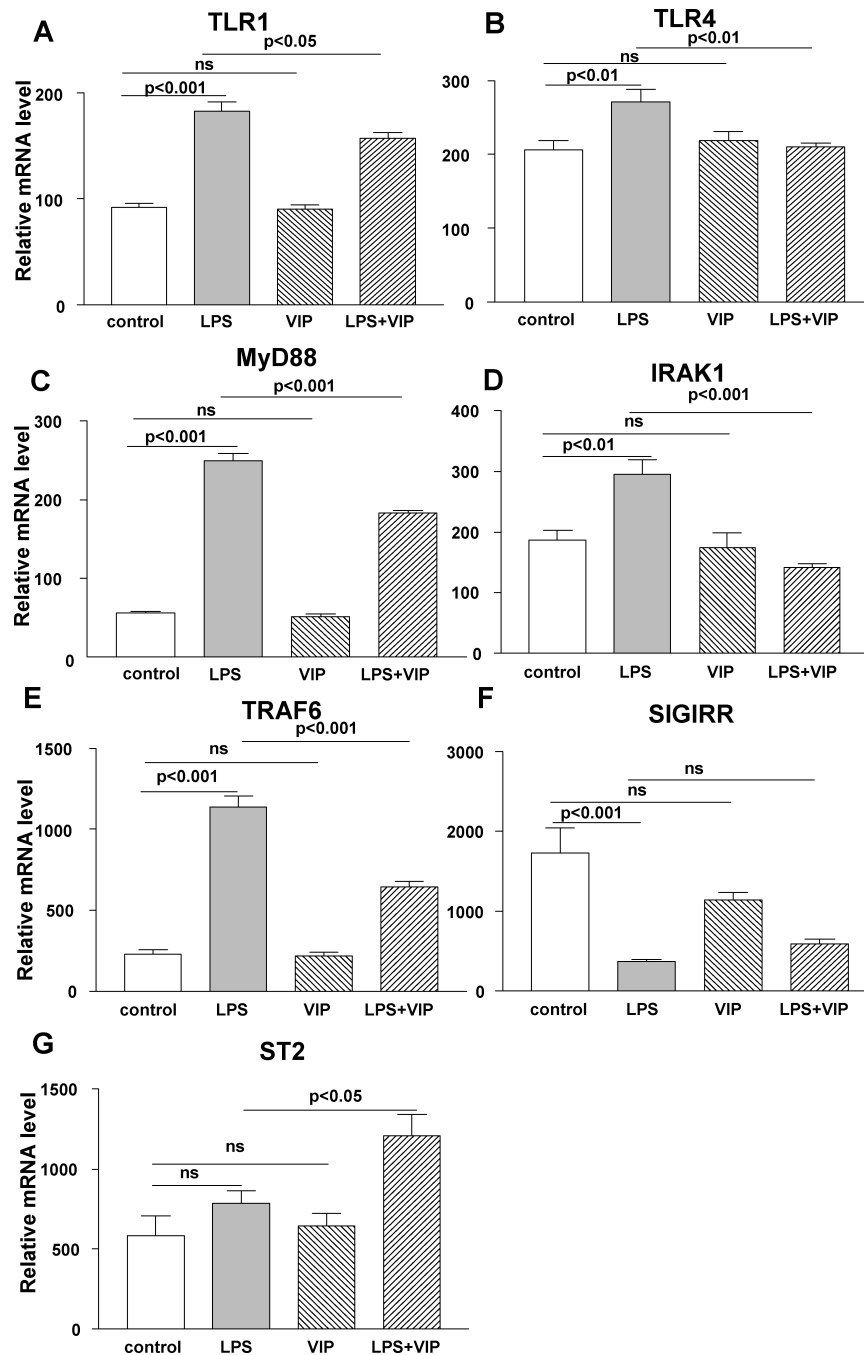 A
TLR1
p<0.05
ns
p<0.001
Relative mRNA level
200
100
0
control LPS VIP LPS+VIP
B
TLR4
p<0.01
ns
p<0.01
300
200
100
0
control LPS VIP LPS+VIP
C
MyD88
p<0.001
ns
p<0.001
Relative mRNA level
300
200
100
0
control LPS VIP LPS+VIP
D
IRAK1
p<0.001
ns
p<0.01
400
300
200
100
0
control LPS VIP LPS+VIP
E
TRAF6
p<0.001
ns
p<0.001
Relative mRNA level
1500
1000
500
0
control LPS VIP LPS+VIP
F
SIGIRR
ns
ns
p<0.001
3000
2000
1000
0
control LPS VIP LPS+VIP
G
ST2
p<0.05
ns
ns
Relative mRNA level
1500
1000
500
0
control LPS VIP LPS+VIP